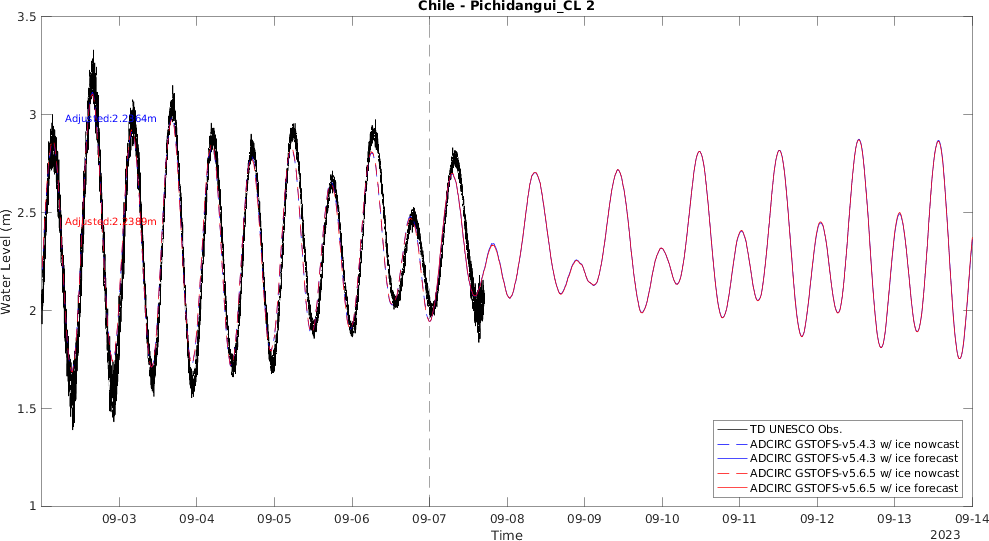 Chile - Pichidangui_CL 2
3.5
3
2.5
2
1.5
1
Water Level (m)
Adjusted:2.2389m
09-03
09-04
09-05
09-06
09-07
09-08
09-09
09-10
09-11
09-12
09-13
09-14
Time
2023
TD UNESCO Obs.
ADCIRC GSTOFS-v5.4.3 w/ ice nowcast
ADCIRC GSTOFS-v5.4.3 w/ ice forecast
ADCIRC GSTOFS-v5.6.5 w/ ice nowcast
ADCIRC GSTOFS-v5.6.5 w/ ice forecast